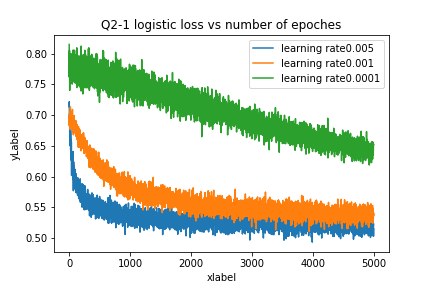 Q2-1 logistic loss vs number of epoches
learning rate0.005
learning rate0.001
learning rate0.0001
yLabel
0.80
0.75
0.70
0.65
0.60
0.55
0.50
0 1000 2000 3000 4000 5000
xlabel